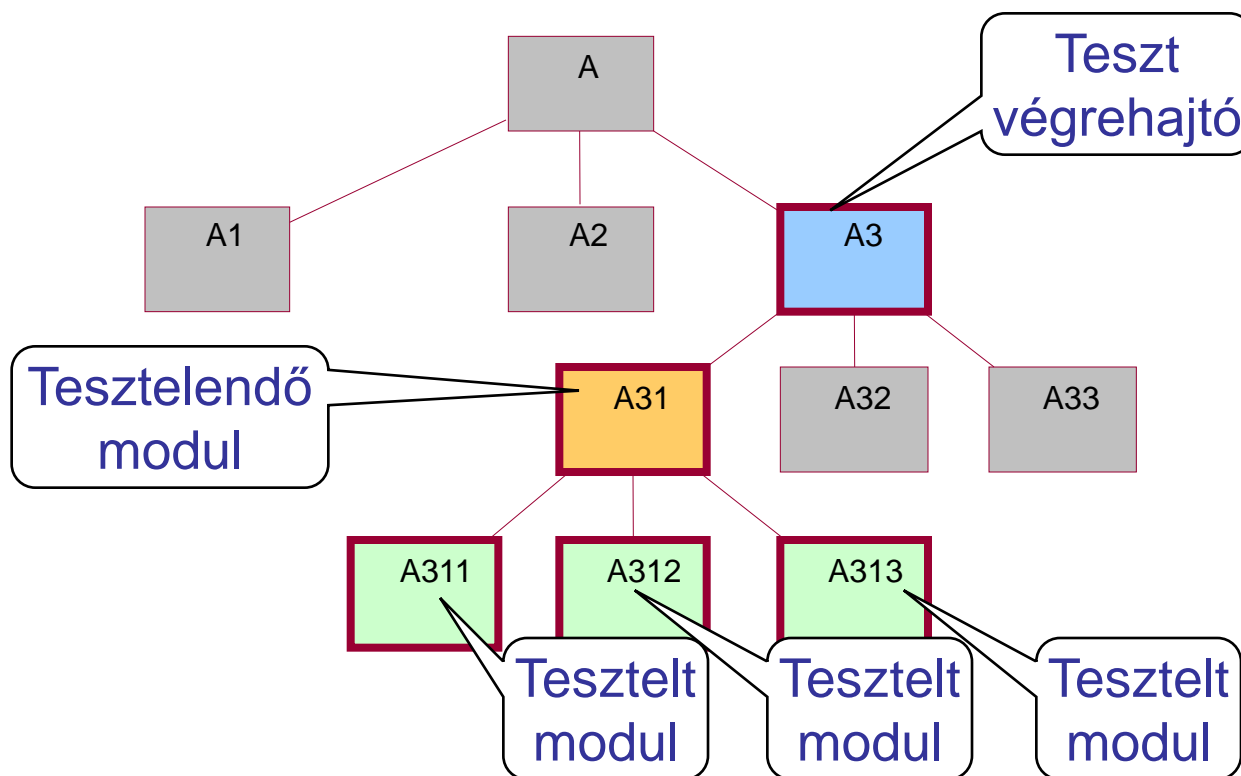 A
Teszt
végrehajtó
A1
A2
A3
Tesztelendő
modul
A31
A32
A33
A311
A312
A313
Tesztelt
modul
Tesztelt
modul
Tesztelt
modul